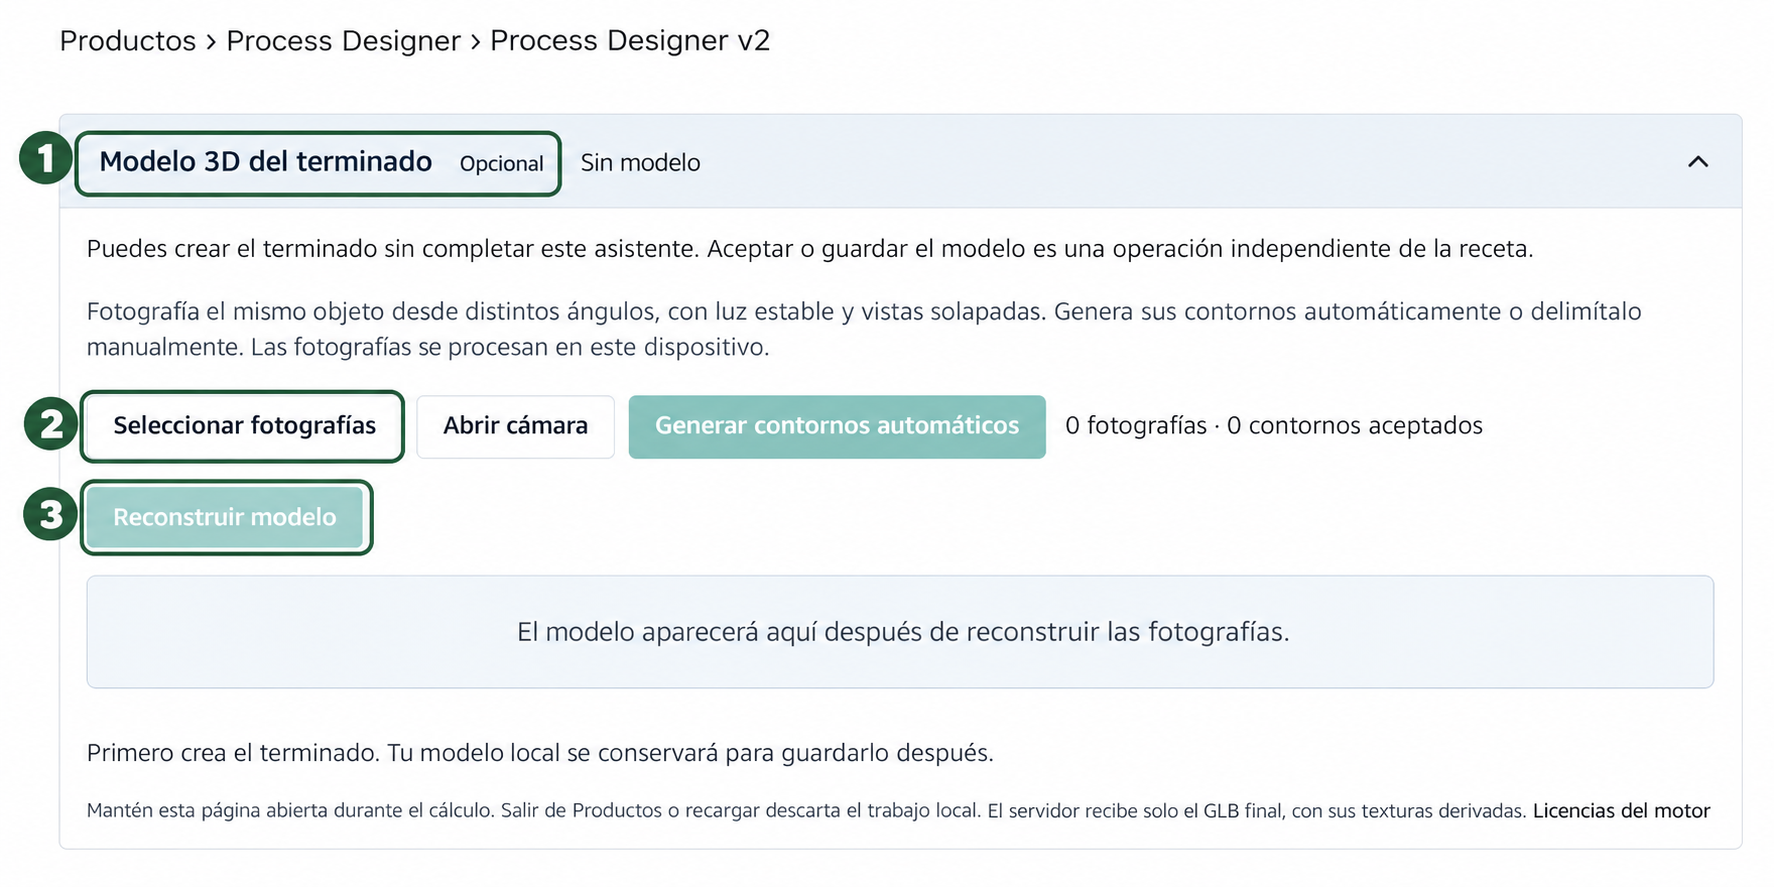 Productos › Process Designer › Process Designer v2
1 Modelo 3D del terminado Opcional Sin modelo
Puedes crear el terminado sin completar este asistente. Aceptar o guardar el modelo es una operación independiente de la receta.
Fotografía el mismo objeto desde distintos ángulos, con luz estable y vistas solapadas. Genera sus contornos automáticamente o delimítalo
manualmente. Las fotografías se procesan en este dispositivo.
2 Seleccionar fotografías Abrir cámara Generar contornos automáticos 0 fotografías · 0 contornos aceptados
3 Reconstruir modelo
El modelo aparecerá aquí después de reconstruir las fotografías.
Primero crea el terminado. Tu modelo local se conservará para guardarlo después.
Mantén esta página abierta durante el cálculo. Salir de Productos o recargar descarta el trabajo local. El servidor recibe solo el GLB final, con sus texturas derivadas. Licencias del motor